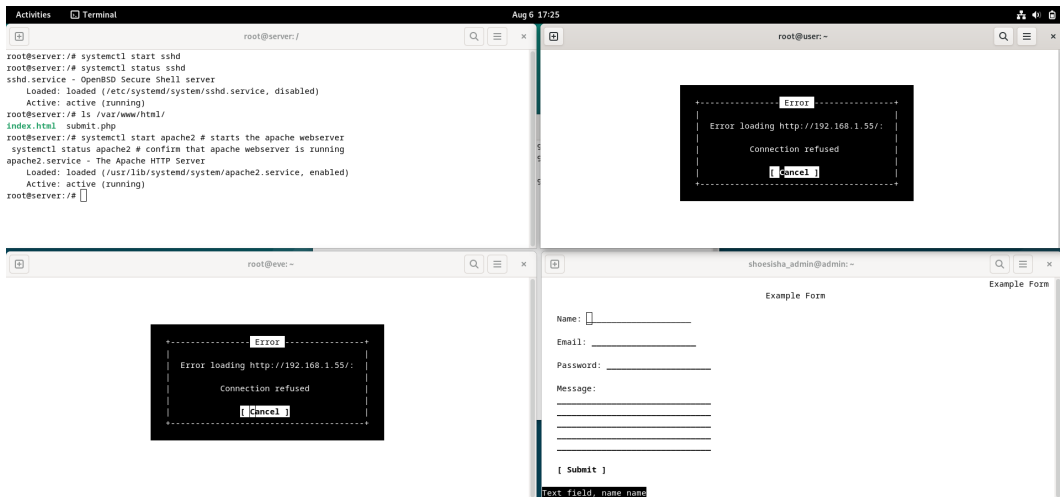 Activities Terminal Aug 6 17:25
root@server: /
root@server:/# systemctl start sshd
root@server:/# systemctl status sshd
sshd.service - OpenBSD Secure Shell server
Loaded: loaded (/etc/systemd/system/sshd.service, disabled)
Active: active (running)
root@server:/# ls /var/www/html/
index.html submit.php
root@server:/# systemctl start apache2 # starts the apache webserver
systemctl status apache2 # confirm that apache webserver is running
apache2.service - The Apache HTTP Server
Loaded: loaded (/usr/lib/systemd/system/apache2.service, enabled)
Active: active (running)
root@server:/#
root@user: ~
Error
Error loading http://192.168.1.55/:
Connection refused
[ Cancel ]
root@eve: ~
Error
Error loading http://192.168.1.55/:
Connection refused
[ Cancel ]
shoesisha_admin@admin: ~
Example Form
Example Form
Name:
Email:
Password:
Message:
[ Submit ]
Text field, name name